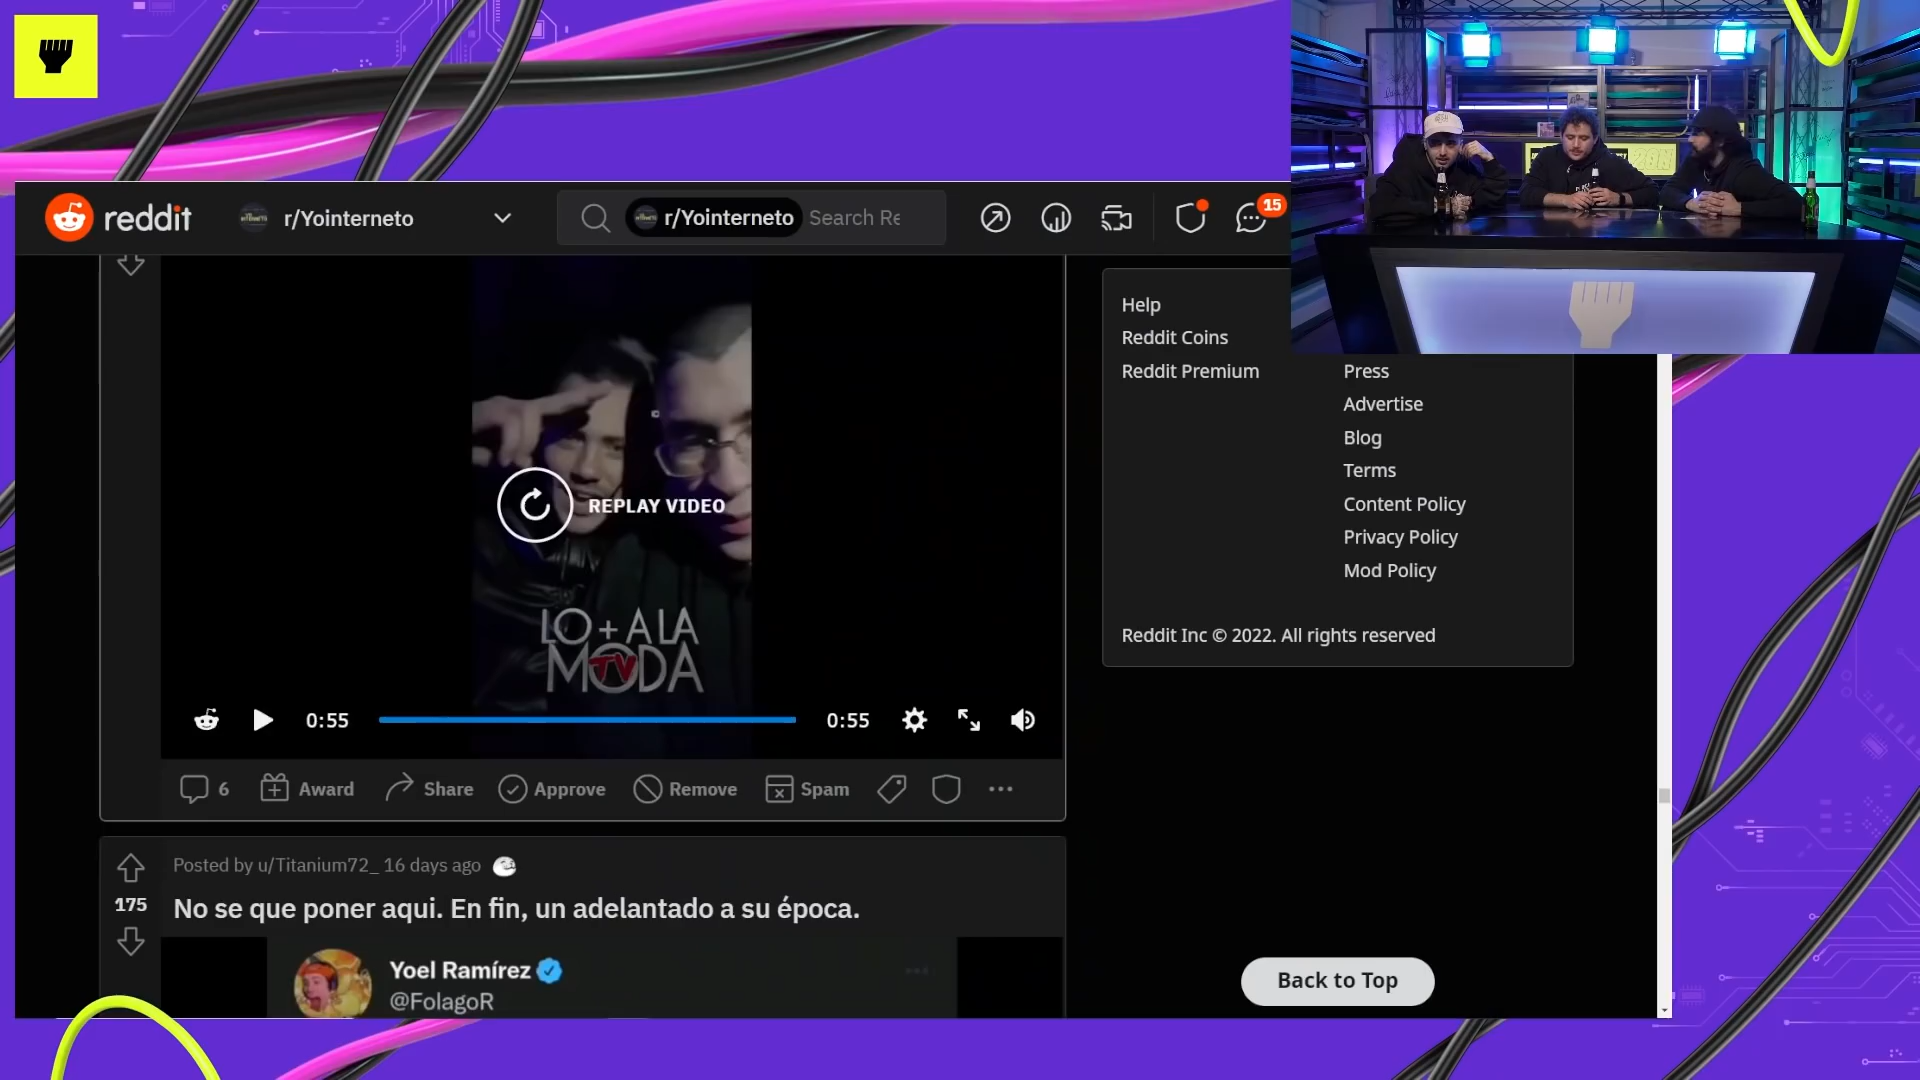 reddit
r/Yointerneto
r/Yointerneto
Search Re
15
REPLAY VIDEO
LO + A LA
MODA
TV
0:55
0:55
6
Award
Share
Approve
Remove
Spam
Help
Reddit Coins
Reddit Premium
Press
Advertise
Blog
Terms
Content Policy
Privacy Policy
Mod Policy
Reddit Inc © 2022. All rights reserved
Posted by u/Titanium72_ 16 days ago
175
No se que poner aqui. En fin, un adelantado a su época.
Yoel Ramírez
@FolagoR
Back to Top